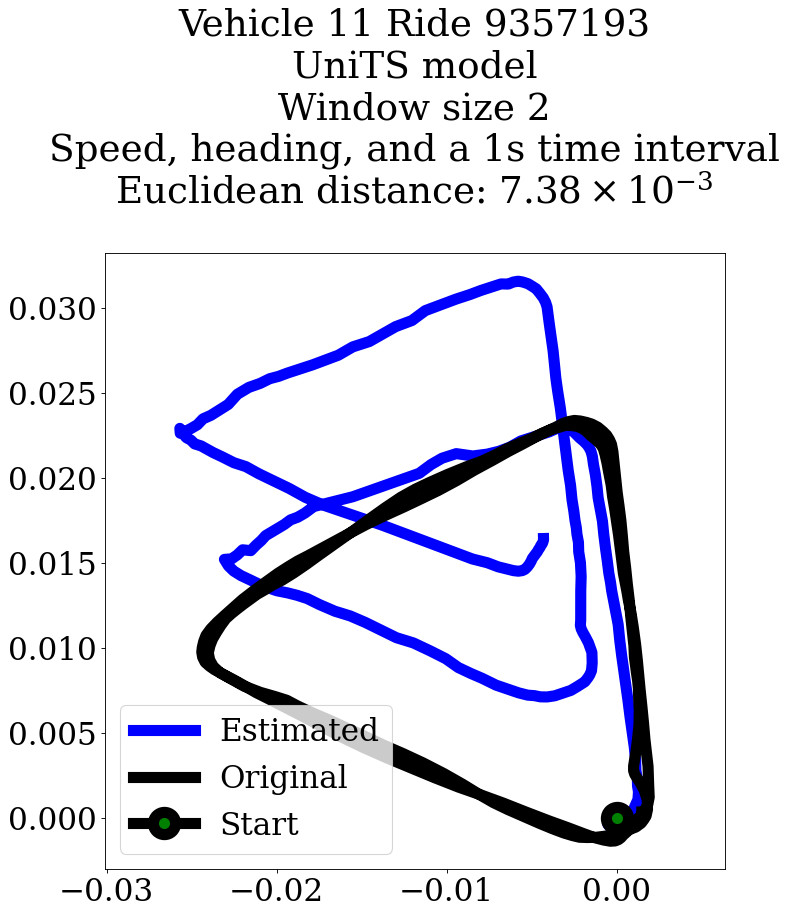 Vehicle 11 Ride 9357193
UniTS model
Window size 2
Speed, heading, and a 1s time interval
Euclidean distance: 7.38 × 10⁻³
0.030
0.025
0.020
0.015
0.010
0.005
0.000
Estimated
Original
Start
−0.03 −0.02 −0.01 0.00